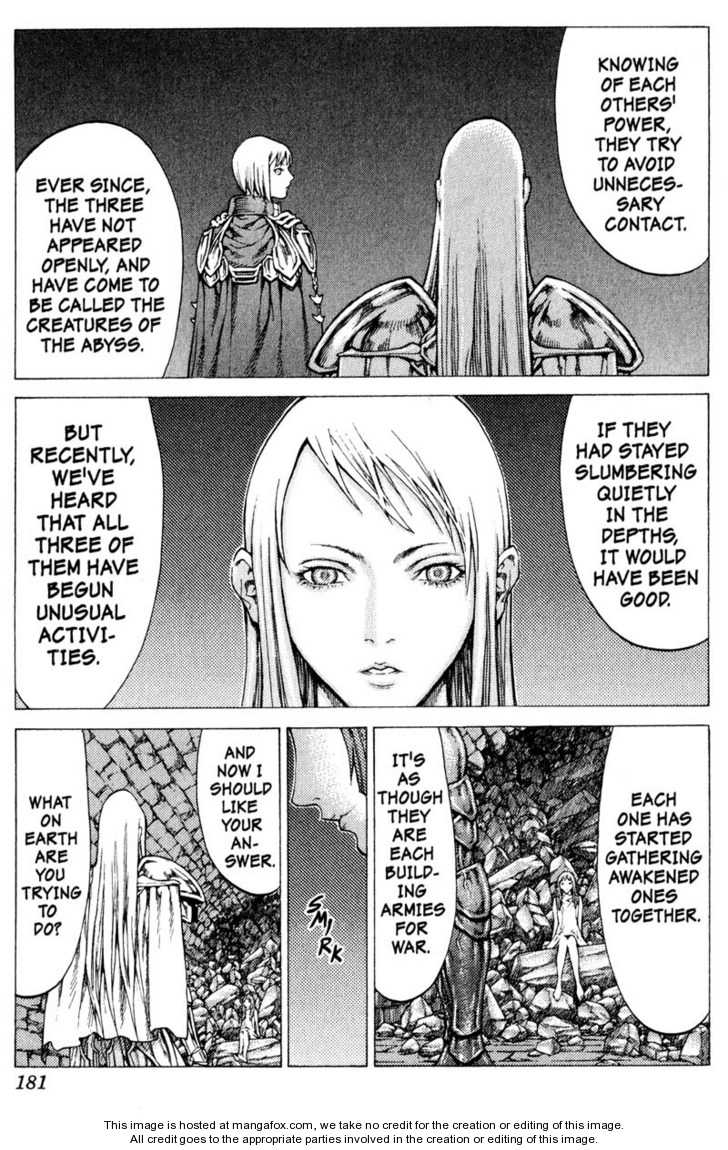 KNOWING
OF EACH
OTHERS'
POWER,
THEY TRY
TO AVOID
UNNECES-
SARY
CONTACT.
EVER SINCE,
THE THREE
HAVE NOT
APPEARED
OPENLY, AND
HAVE COME TO
BE CALLED THE
CREATURES OF
THE ABYSS.
IF THEY
HAD STAYED
SLUMBERING
QUIETLY
IN THE
DEPTHS,
IT WOULD
HAVE BEEN
GOOD.
BUT
RECENTLY,
WE'VE
HEARD
THAT ALL
THREE OF
THEM HAVE
BEGUN
UNUSUAL
ACTIVI-
TIES.
EACH
ONE HAS
STARTED
GATHERING
AWAKENED
ONES
TOGETHER.
IT'S
AS
THOUGH
THEY
ARE
EACH
BUILD-
ING
ARMIES
FOR
WAR.
SMIRK
AND
NOW I
SHOULD
LIKE
YOUR
AN-
SWER.
WHAT
ON
EARTH
ARE
YOU
TRYING
TO
DO?
181
This image is hosted at mangafox.com, we take no credit for the creation or editing of this image.
All credit goes to the appropriate parties involved in the creation or editing of this image.